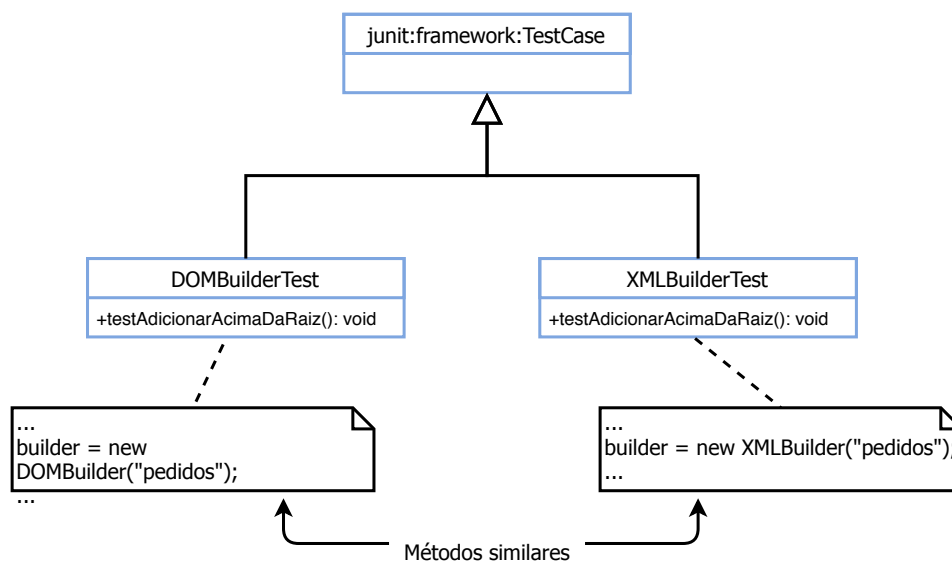 junit:framework:TestCase
DOMBuilderTest
+testAdicionarAcimaDaRaiz(): void
XMLBuilderTest
+testAdicionarAcimaDaRaiz(): void
...
builder = new
DOMBuilder("pedidos");
...
...
builder = new XMLBuilder("pedidos");
...
Métodos similares